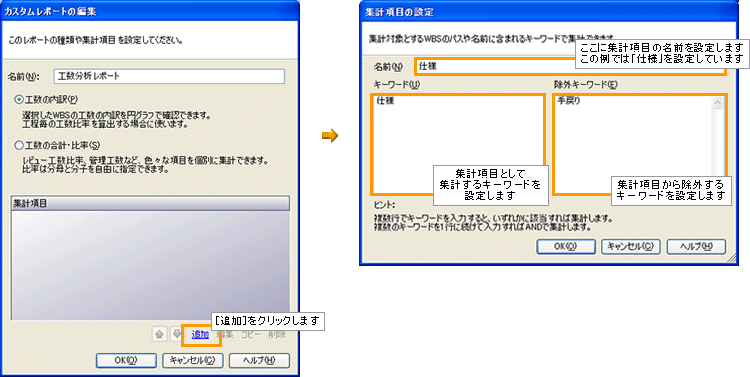 カスタムレポートの編集
このレポートの種類や集計項目を設定してください。
名前(N):
工数分析レポート
工数の内訳(P)
選択したWBSの工数の内訳を円グラフで確認できます。
工程毎の工数比率を算出する場合に使います。
工数の合計・比率(S)
レビュー工数比率、管理工数など、色々な項目を個別に集計できます。
比率は分母と分子を自由に指定できます。
集計項目
[追加]をクリックします
追加 編集 コピー 削除
OK(O) キャンセル(C) ヘルプ(H)
集計項目の設定
集計対象とするWBSのパスや名前に含まれるキーワードで集計できます。
ここに集計項目の名前を設定します
この例では「仕様」を設定しています
名前(N)
仕様
キーワード(U)
仕様
集計項目として
集計するキーワードを
設定します
除外キーワード(E)
手戻り
集計項目から除外する
キーワードを設定します
ヒント:
複数行でキーワードを入力すると、いずれかに該当すれば集計します。
複数のキーワードを1行に続けて入力すればANDで集計します。
OK(O) キャンセル(C) ヘルプ(H)